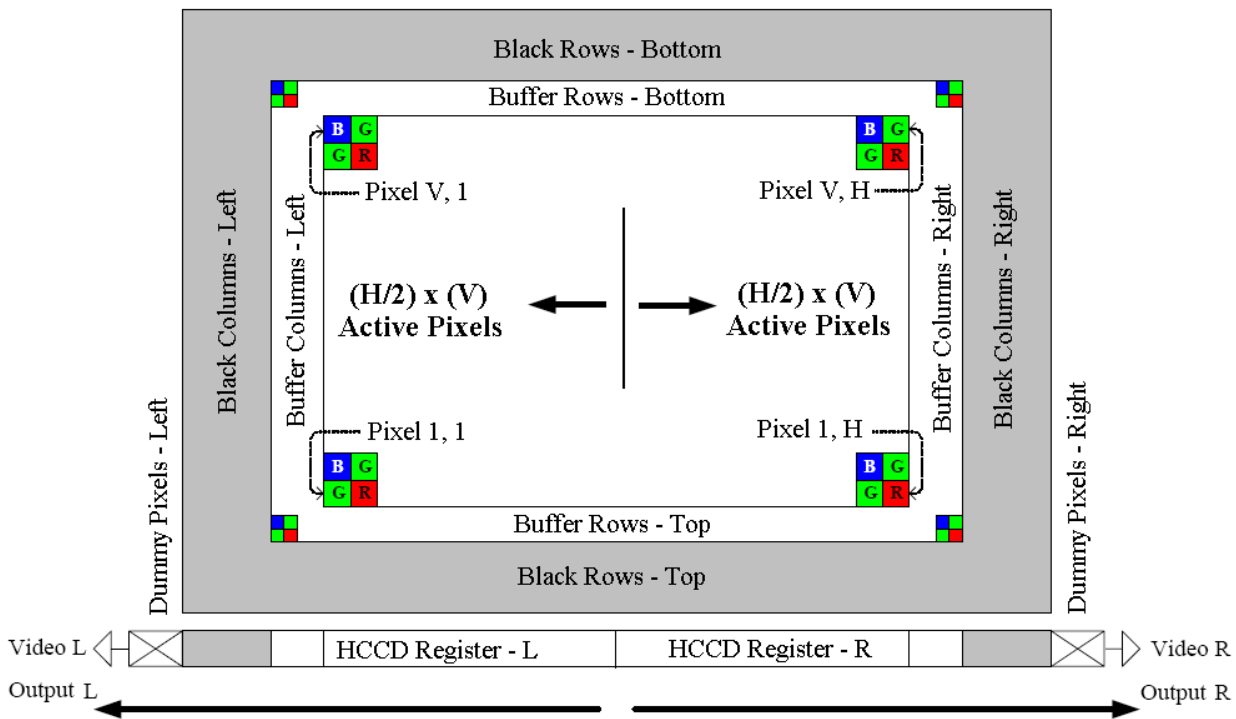 Black Rows - Bottom
Buffer Rows - Bottom
B G
G R
B G
G R
Pixel V, 1
Pixel V, H
Black Columns - Left
Buffer Columns - Left
(H/2) x (V)
Active Pixels
(H/2) x (V)
Active Pixels
Buffer Columns - Right
Black Columns - Right
Dummy Pixels - Left
Dummy Pixels - Right
Pixel 1, 1
Pixel 1, H
B G
G R
B G
G R
Buffer Rows - Top
Black Rows - Top
Video L
HCCD Register - L
HCCD Register - R
Video R
Output L
Output R